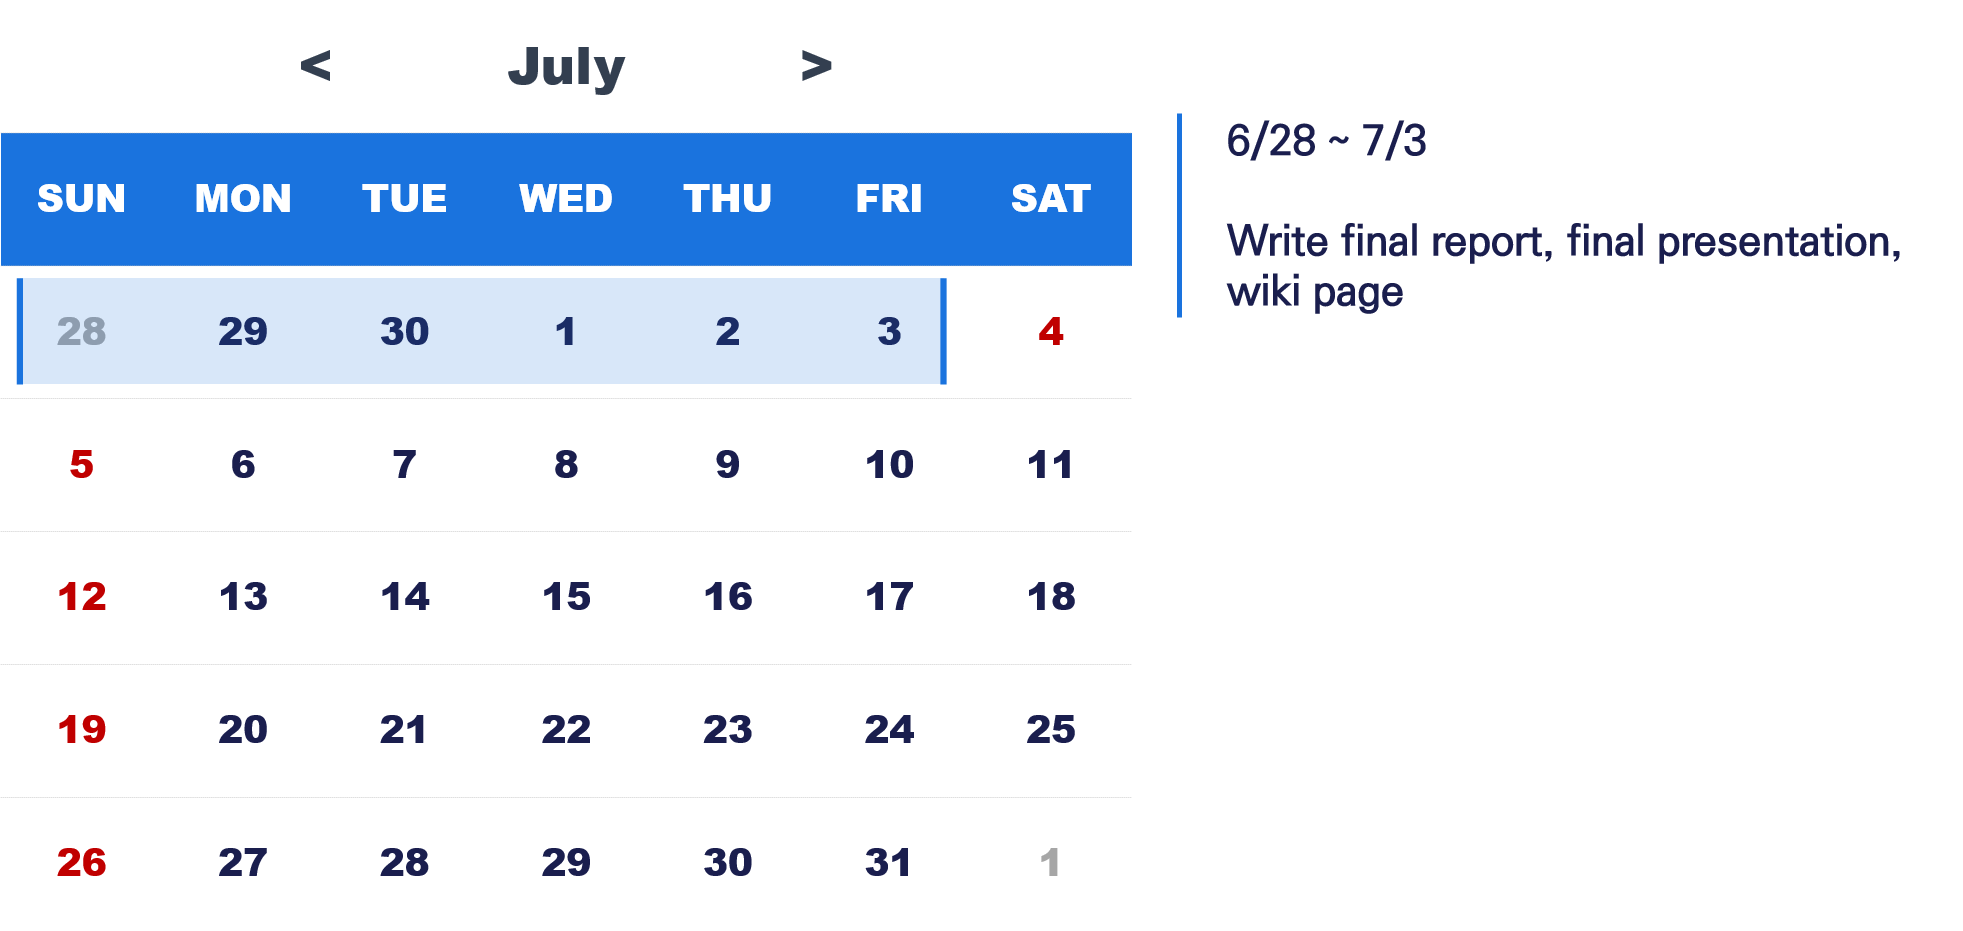 < July >
SUN MON TUE WED THU FRI SAT
28 29 30 1 2 3 4
5 6 7 8 9 10 11
12 13 14 15 16 17 18
19 20 21 22 23 24 25
26 27 28 29 30 31 1
6/28 ~ 7/3
Write final report, final presentation,
wiki page